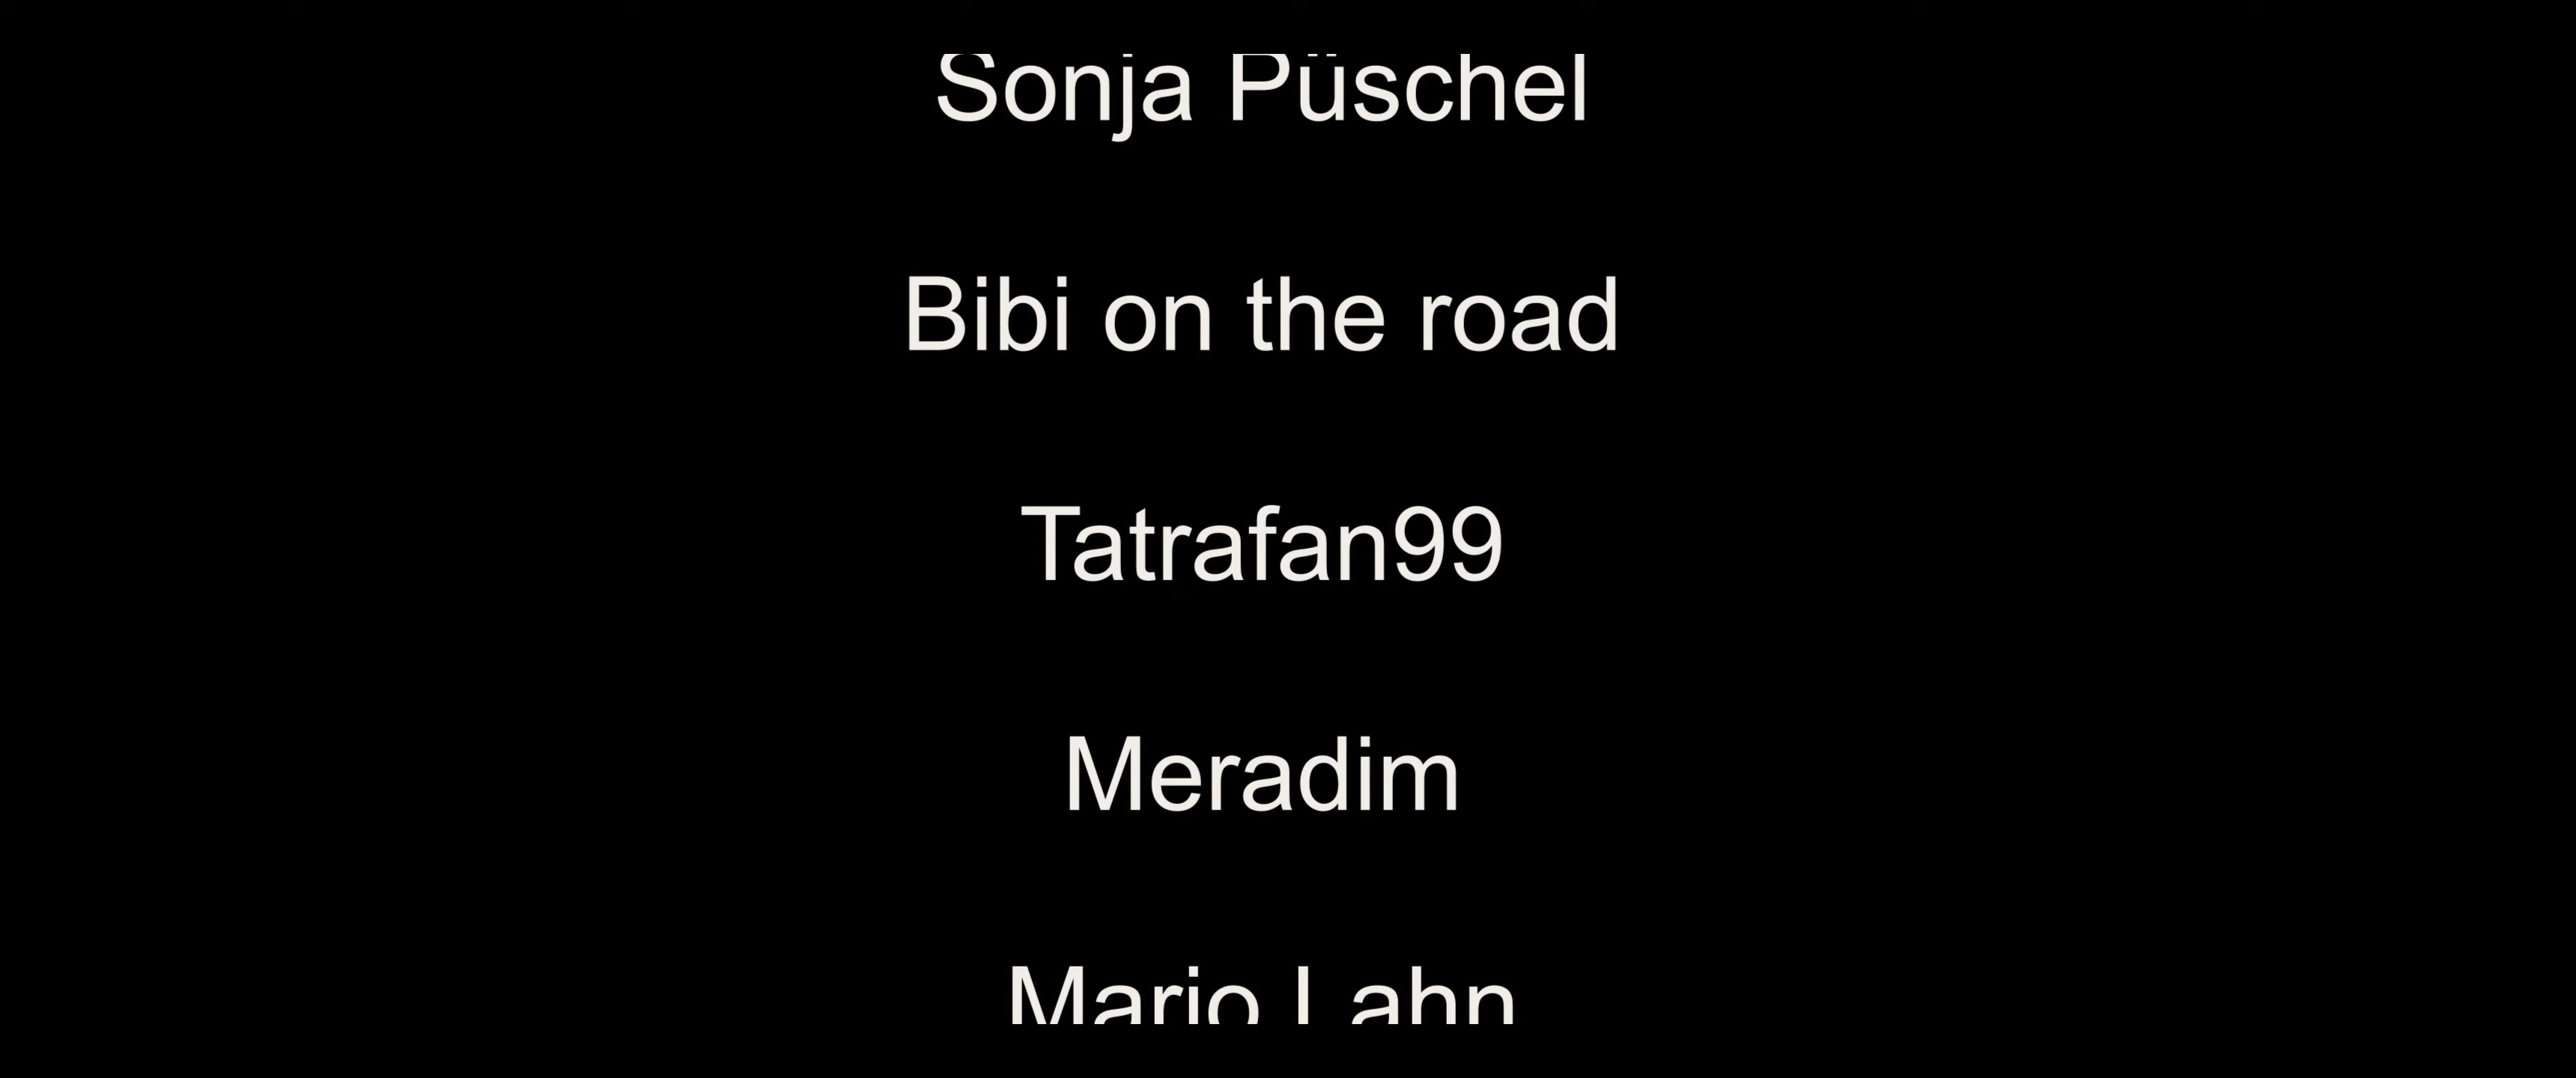 Sonja Püschel
Bibi on the road
Tatrafan99
Meradim
Mario Lahn